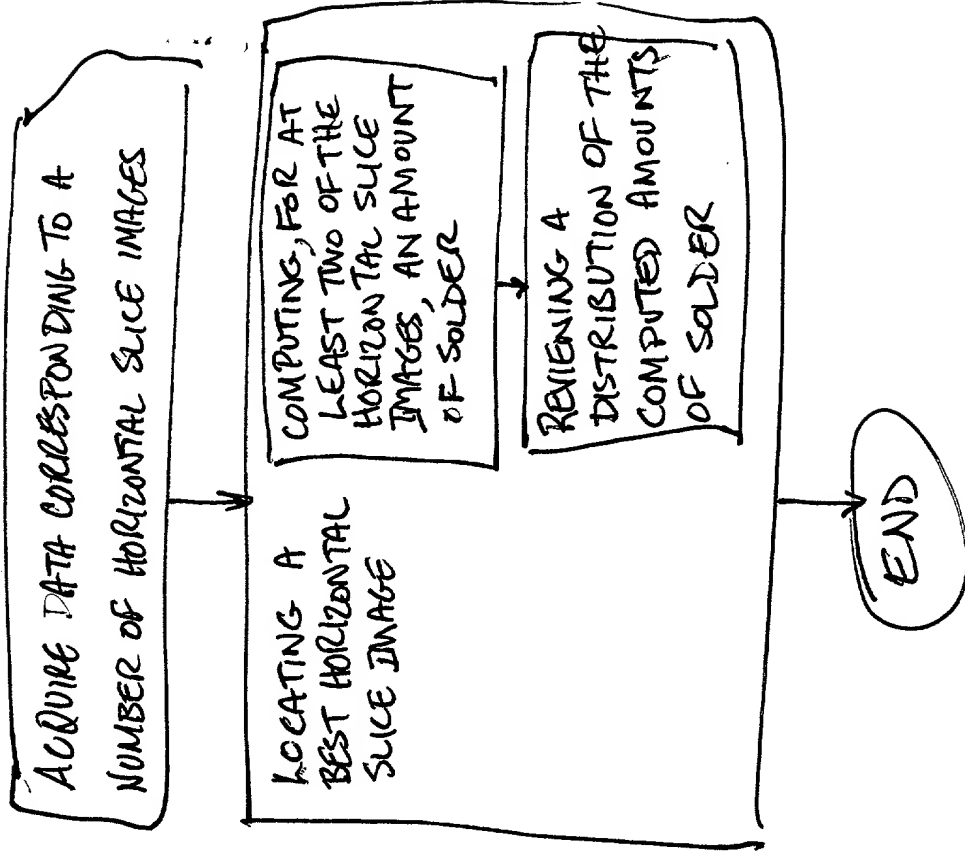 ACQUIRE DATA CORRESPONDING TO A
NUMBER OF HORIZONTAL SLICE IMAGES
LOCATING A
BEST HORIZONTAL
SLICE IMAGE
COMPUTING, FOR AT
LEAST TWO OF THE
HORIZONTAL SLICE
IMAGES, AN AMOUNT
OF SOLDER
REVIEWING A
DISTRIBUTION OF THE
COMPUTED AMOUNTS
OF SOLDER
END